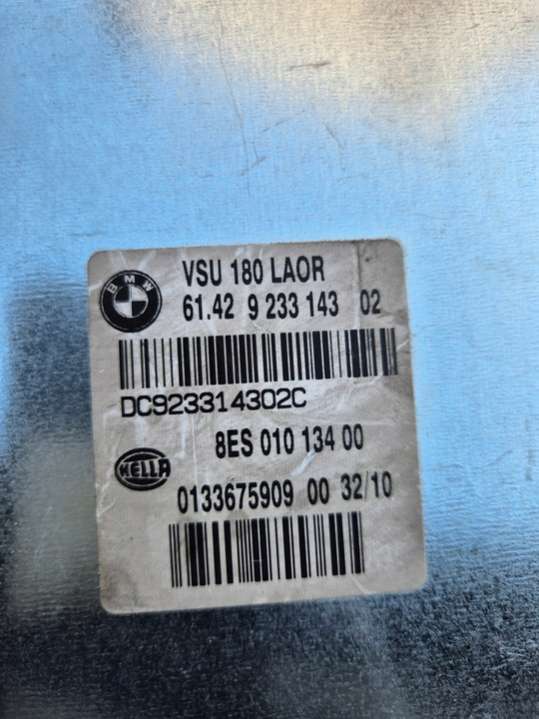 BMW
VSU 180 LAOR
61.42 9 233 143 02
DC923314302C
8ES 010 134 00
HELLA
0133675909 00 32/10